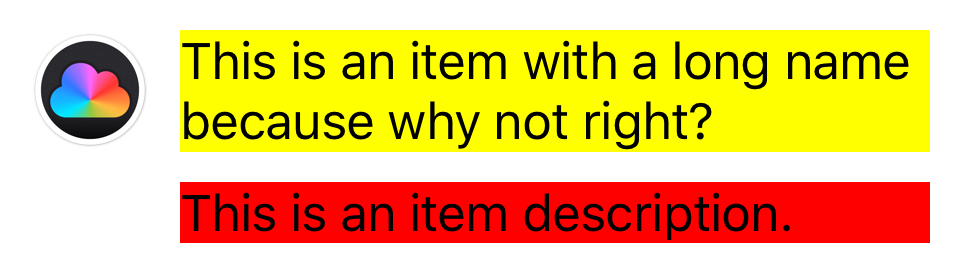 This is an item with a long name
because why not right?
This is an item description.